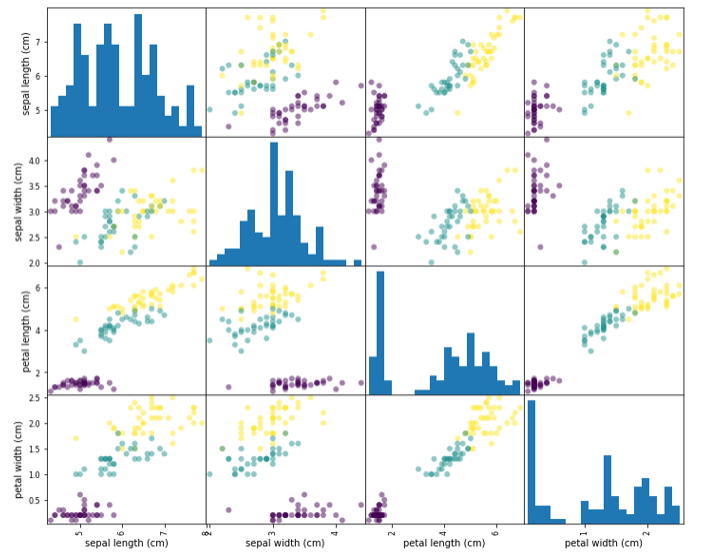 sepal length (cm)
7
6
5
sepal width (cm)
4.0
3.5
3.0
2.5
2.0
petal length (cm)
6
4
2
petal width (cm)
2.5
2.0
1.5
1.0
0.5
5 6 7 8 2 3 4 2 4 6 1 2
sepal length (cm) sepal width (cm) petal length (cm) petal width (cm)